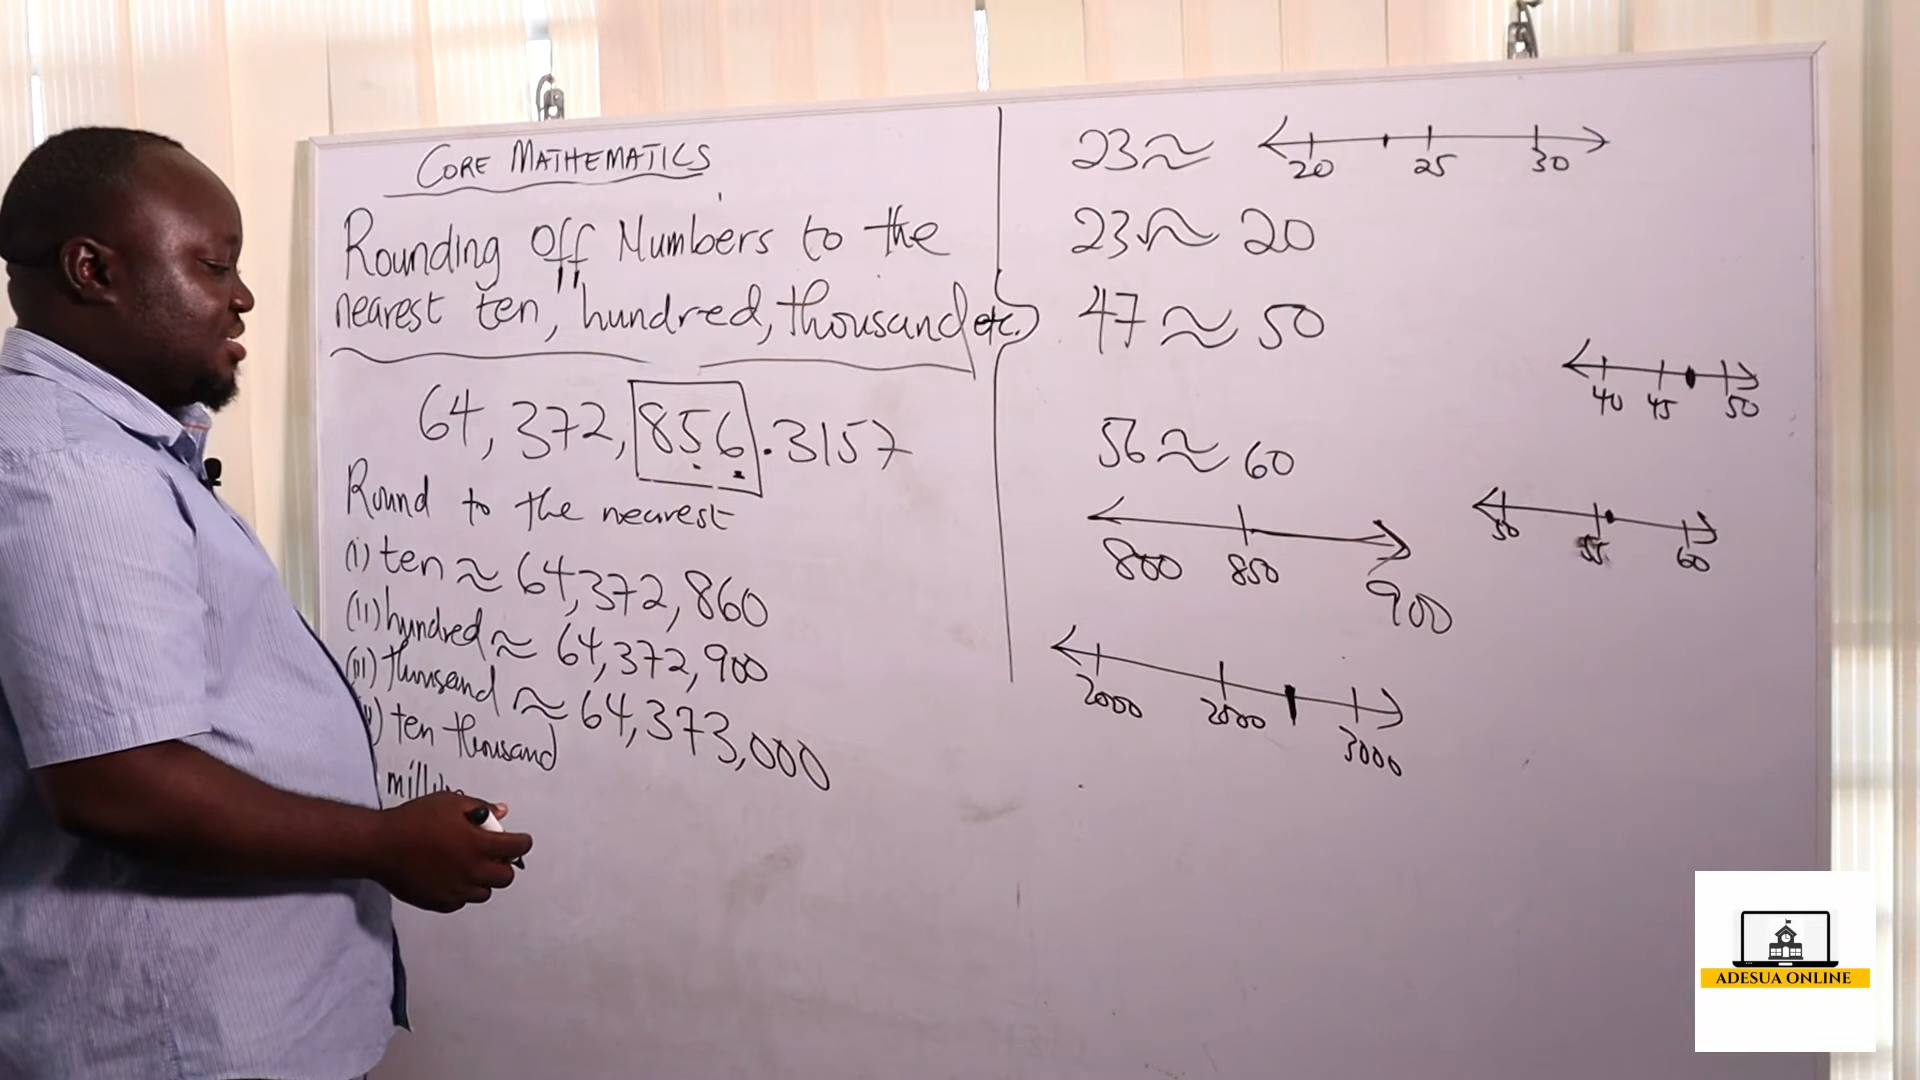 CORE MATHEMATICS
Rounding Off Numbers to the
nearest ten, hundred, thousand etc.)
64,372,856.3157
Round to the nearest
(i) ten ≈ 64,372,860
(ii) hundred ≈ 64,372,900
(iii) thousand ≈ 64,373,000
ten thousand
23 ≈
20 25 30
23 ≈ 20
47 ≈ 50
40 45 50
56 ≈ 60
50 55 60
800 850 900
2000 2500 3000
ADESUA ONLINE